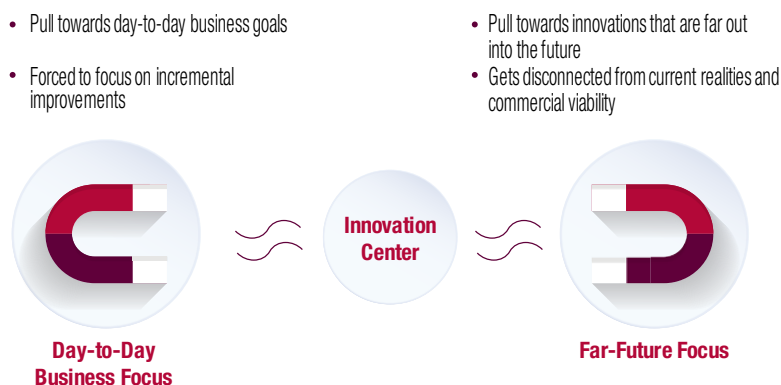 • Pull towards day-to-day business goals
• Forced to focus on incremental
improvements
• Pull towards innovations that are far out
into the future
• Gets disconnected from current realities and
commercial viability
Innovation
Center
Day-to-Day
Business Focus
Far-Future Focus